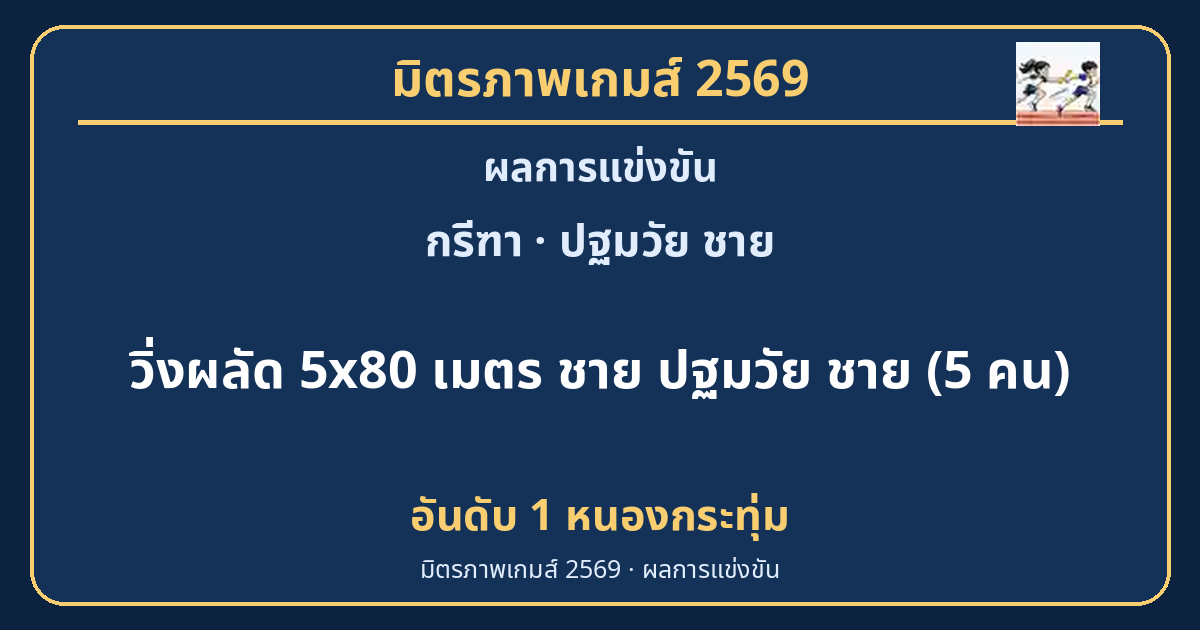 มิตรภาพเกมส์ 2569
ผลการแข่งขัน
กรีฑา · ปฐมวัย ชาย
วิ่งผลัด 5x80 เมตร ชาย ปฐมวัย ชาย (5 คน)
อันดับ 1 หนองกระทุ่ม
มิตรภาพเกมส์ 2569 · ผลการแข่งขัน